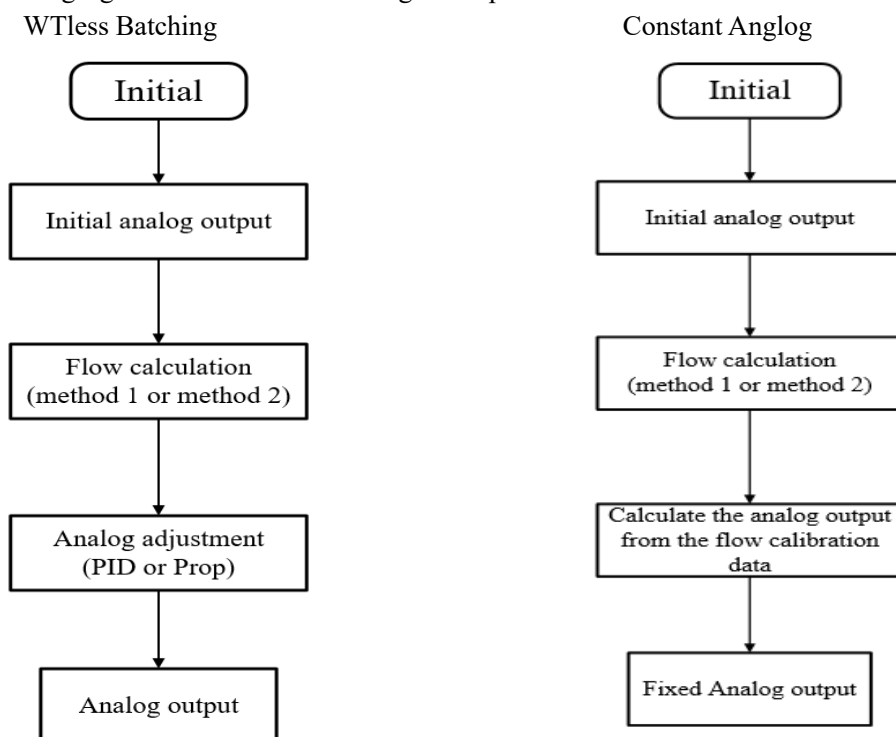 WTless Batching
Initial
Initial analog output
Flow calculation
(method 1 or method 2)
Analog adjustment
(PID or Prop)
Analog output
Constant Anglog
Initial
Initial analog output
Flow calculation
(method 1 or method 2)
Calculate the analog output
from the flow calibration
data
Fixed Analog output